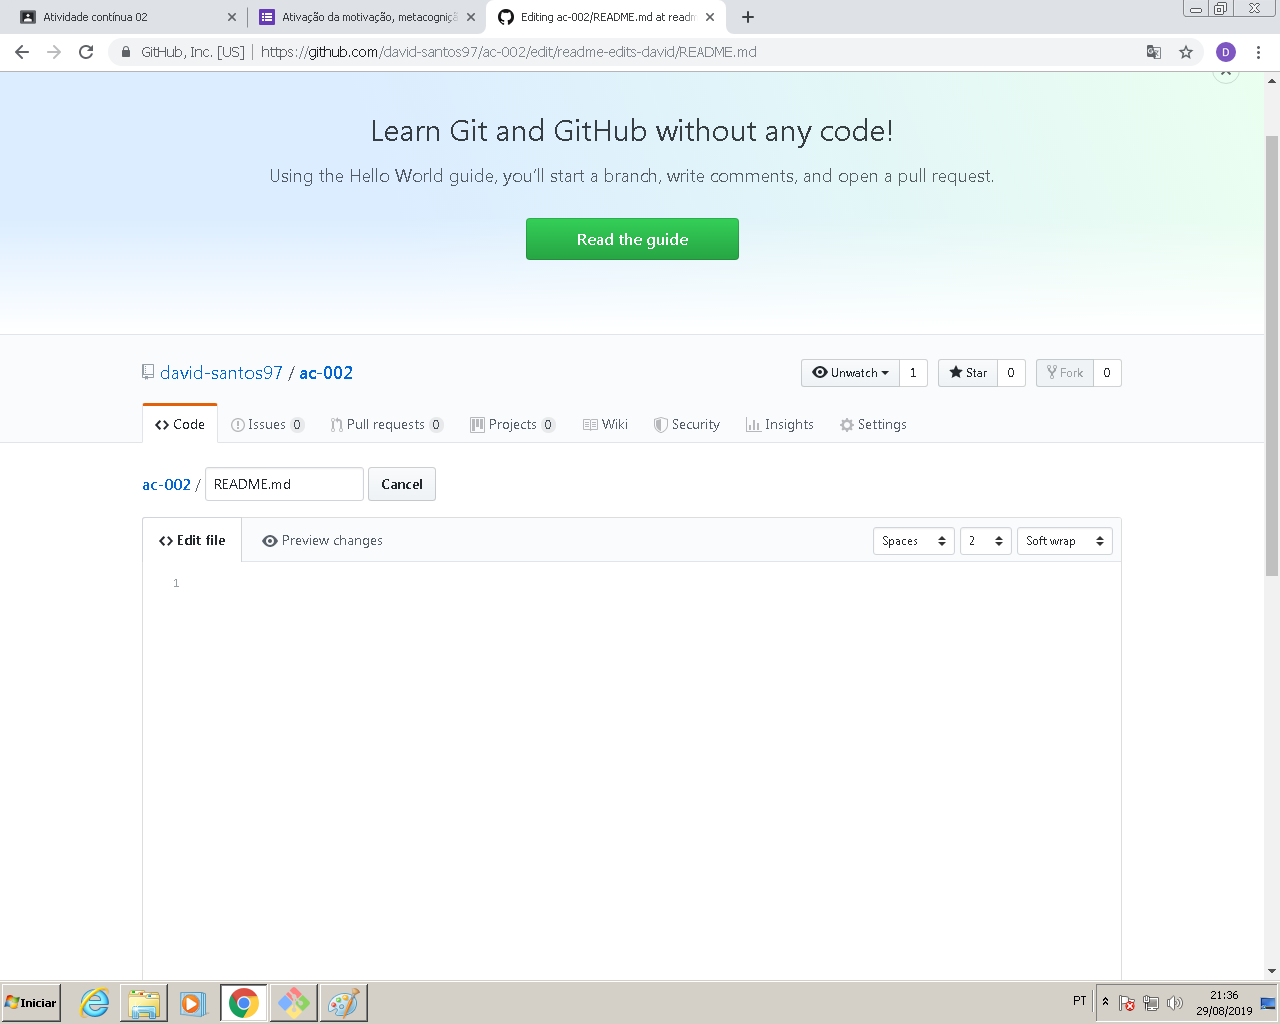 Atividade contínua 02
Ativação da motivação, metacogniçã
Editing ac-002/README.md at readm
GitHub, Inc. [US] | https://github.com/david-santos97/ac-002/edit/readme-edits-david/README.md
D
Learn Git and GitHub without any code!
Using the Hello World guide, you'll start a branch, write comments, and open a pull request.
Read the guide
david-santos97 / ac-002
Unwatch 1 Star 0 Fork 0
Code Issues 0 Pull requests 0 Projects 0 Wiki Security Insights Settings
ac-002 / README.md Cancel
Edit file Preview changes Spaces 2 Soft wrap
1
Iniciar
PT
21:36
29/08/2019